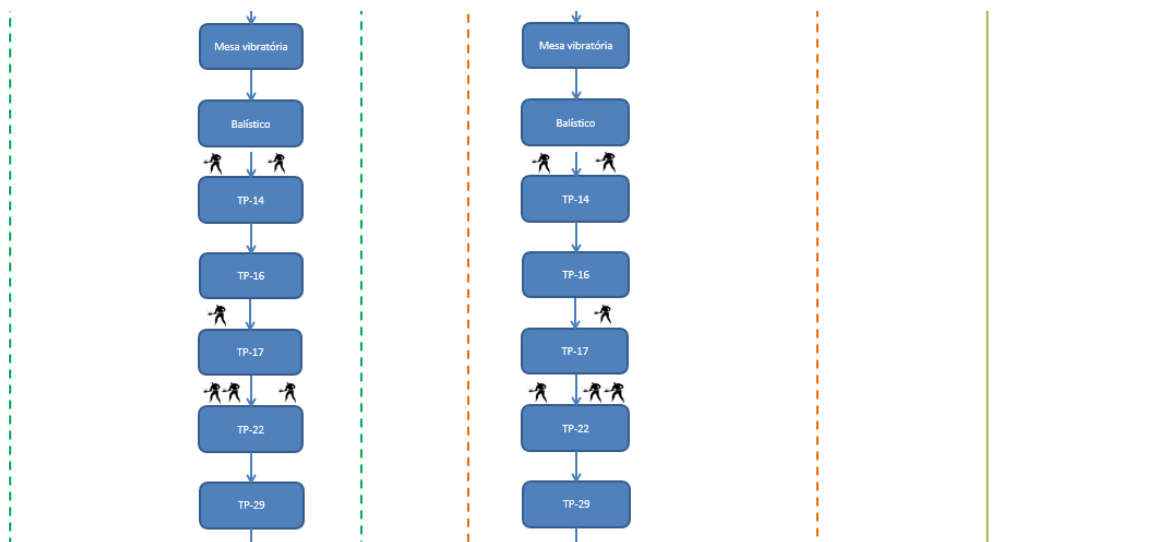 Mesa vibratória
Balístico
TP-14
TP-16
TP-17
TP-22
TP-29
Mesa vibratória
Balístico
TP-14
TP-16
TP-17
TP-22
TP-29